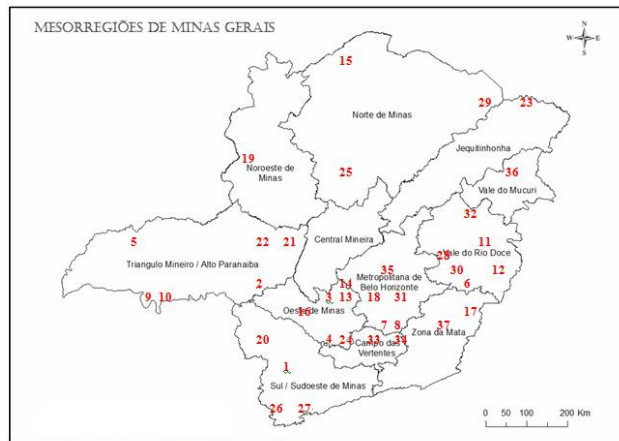 MESORREGIÕES DE MINAS GERAIS
N
W E
S
15
Norte de Minas
29 23
Jequitinhonha
19
Noroeste de
Minas
25
36
Vale do Mucuri
32
5 22 21
Central Mineira
11
Triangulo Mineiro / Alto Paranaiba
28
Vale do Rio Doce
35
30 12
Metropolitana de
Belo Horizonte
2 14 6
9 10 3 13 18 31
16
Oeste de Minas
17
7 8 37
Zona da Mata
20 4 24 33 34
Campo das
Vertentes
1
Sul / Sudoeste de Minas
26 27
0 50 100 200 Km